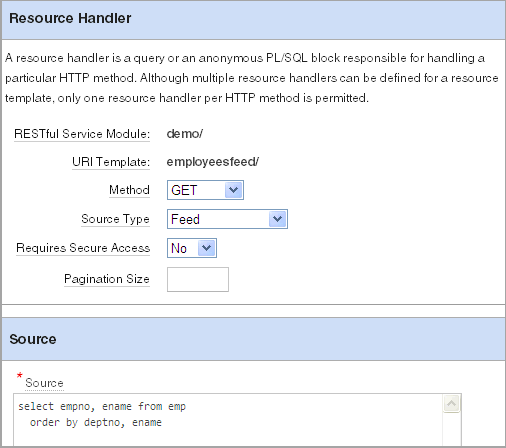 Resource Handler
A resource handler is a query or an anonymous PL/SQL block responsible for handling a
particular HTTP method. Although multiple resource handlers can be defined for a resource
template, only one resource handler per HTTP method is permitted.
RESTful Service Module: demo/
URI Template: employeesfeed/
Method GET
Source Type Feed
Requires Secure Access No
Pagination Size
Source
* Source
select empno, ename from emp
order by deptno, ename